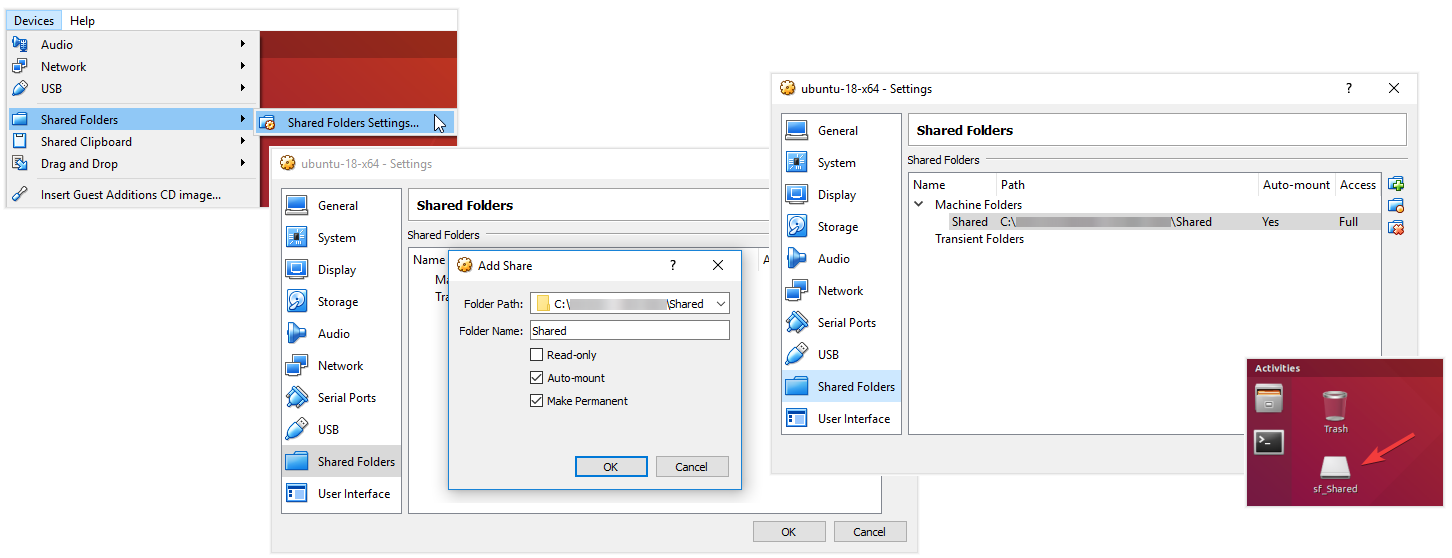 Devices Help
Audio
Network
USB
Shared Folders
Shared Folders Settings...
Shared Clipboard
Drag and Drop
Insert Guest Additions CD image...
ubuntu-18-x64 - Settings
General
System
Display
Storage
Audio
Network
Serial Ports
USB
Shared Folders
User Interface
Shared Folders
Shared Folders
Name
A
Ma
Tra
Add Share
?
Folder Path: C:\ \Shared
Folder Name: Shared
Read-only
Auto-mount
Make Permanent
OK Cancel
OK Cancel
ubuntu-18-x64 - Settings
?
General
System
Display
Storage
Audio
Network
Serial Ports
USB
Shared Folders
User Interface
Shared Folders
Shared Folders
Name Path Auto-mount Access
Machine Folders
Shared C:\ \Shared Yes Full
Transient Folders
Activities
Trash
sf_Shared